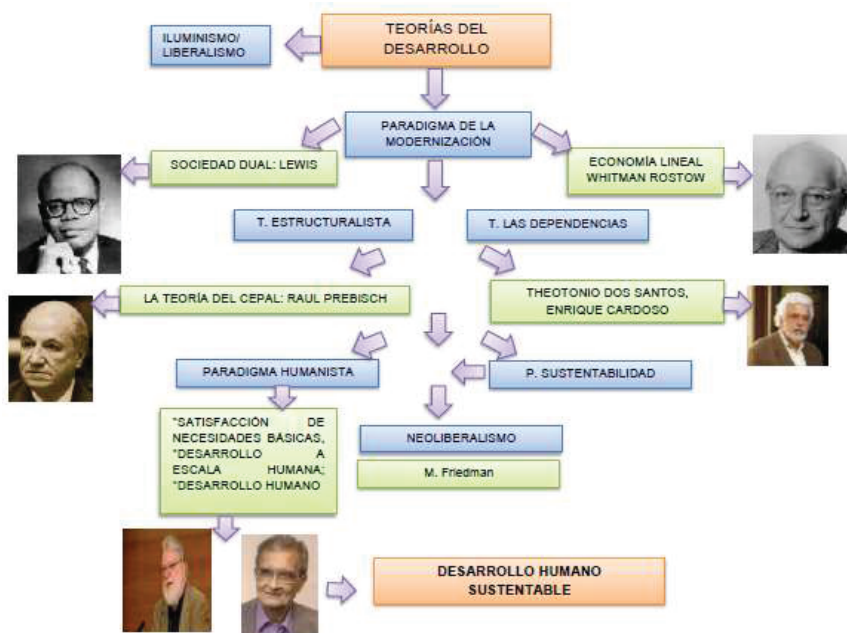 TEORÍAS DEL
DESARROLLO
ILUMINISMO/
LIBERALISMO
PARADIGMA DE LA
MODERNIZACIÓN
SOCIEDAD DUAL: LEWIS
ECONOMÍA LINEAL
WHITMAN ROSTOW
T. ESTRUCTURALISTA
T. LAS DEPENDENCIAS
LA TEORÍA DEL CEPAL: RAUL PREBISCH
THEOTONIO DOS SANTOS,
ENRIQUE CARDOSO
PARADIGMA HUMANISTA
P. SUSTENTABILIDAD
*SATISFACCIÓN DE
NECESIDADES BÁSICAS,
*DESARROLLO A
ESCALA HUMANA;
*DESARROLLO HUMANO
NEOLIBERALISMO
M. Friedman
DESARROLLO HUMANO
SUSTENTABLE